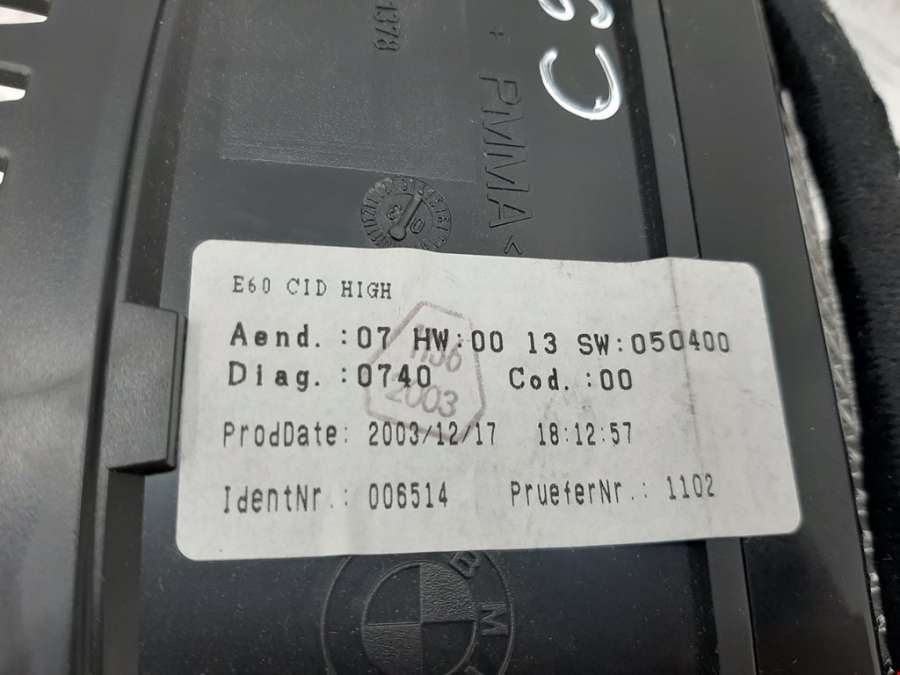 1378
PMMA<
C
E60 CID HIGH
Aend. :07 HW:00 13 SW:050400
Diag. :0740 Cod. :00
2003
ProdDate: 2003/12/17 18:12:57
IdentNr.: 006514 PrueferNr.: 1102
B M